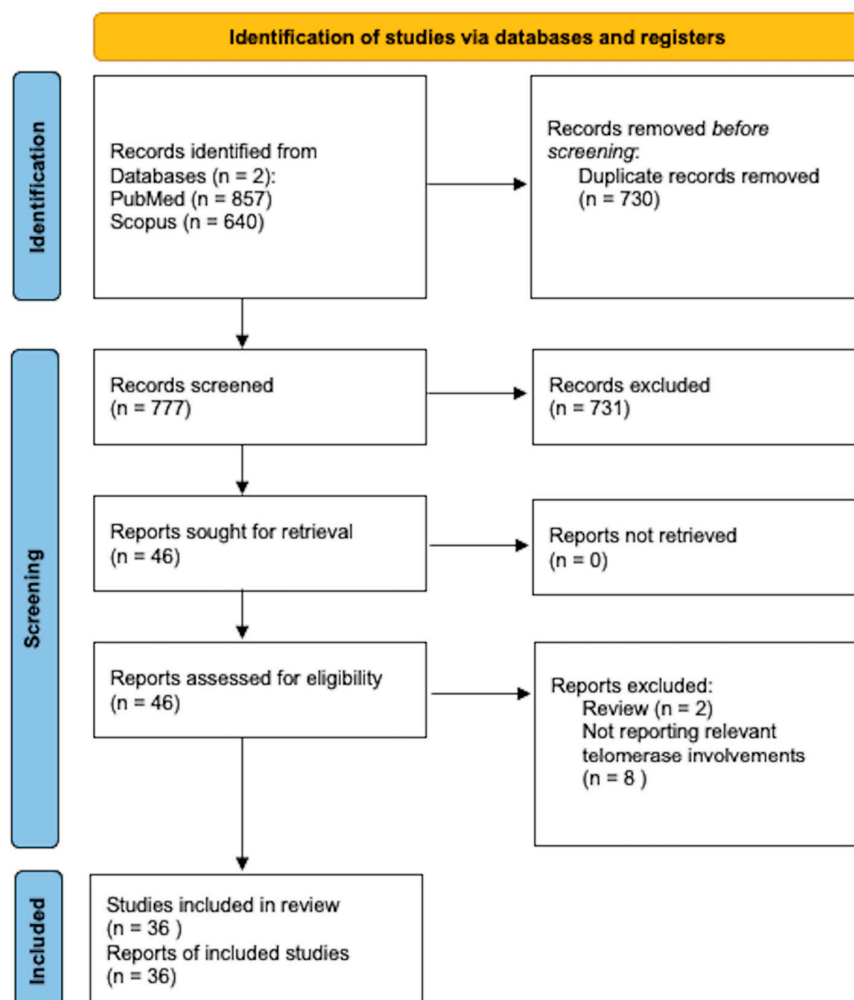 Identification of studies via databases and registers
Identification
Records identified from
Databases (n = 2):
PubMed (n = 857)
Scopus (n = 640)
Records removed before
screening:
Duplicate records removed
(n = 730)
Screening
Records screened
(n = 777)
Records excluded
(n = 731)
Reports sought for retrieval
(n = 46)
Reports not retrieved
(n = 0)
Reports assessed for eligibility
(n = 46)
Reports excluded:
Review (n = 2)
Not reporting relevant
telomerase involvements
(n = 8 )
Included
Studies included in review
(n = 36 )
Reports of included studies
(n = 36)